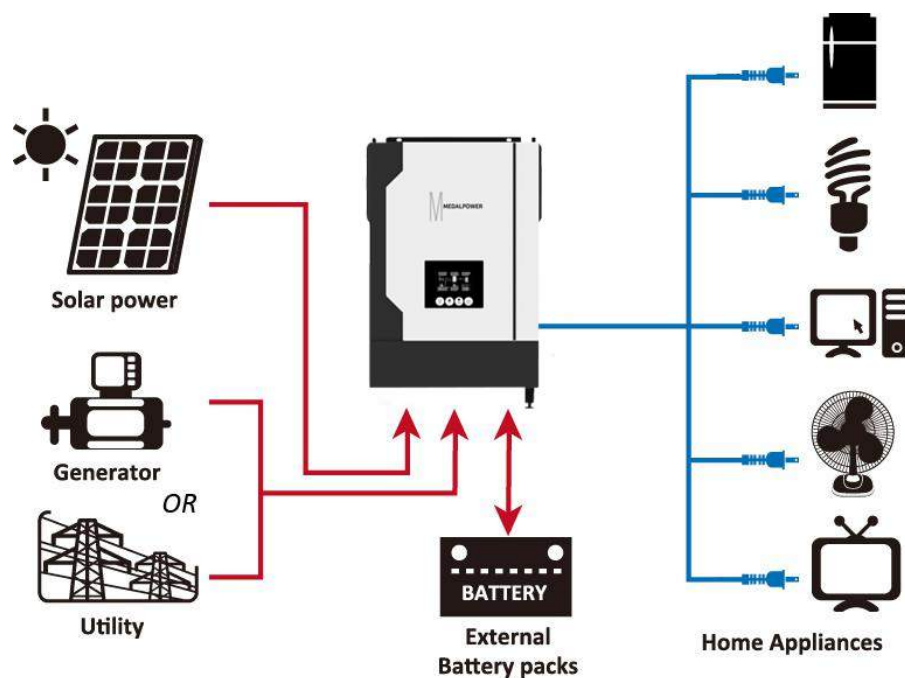 MEDALPOWER
Solar power
Generator
OR
Utility
BATTERY
External
Battery packs
Home Appliances